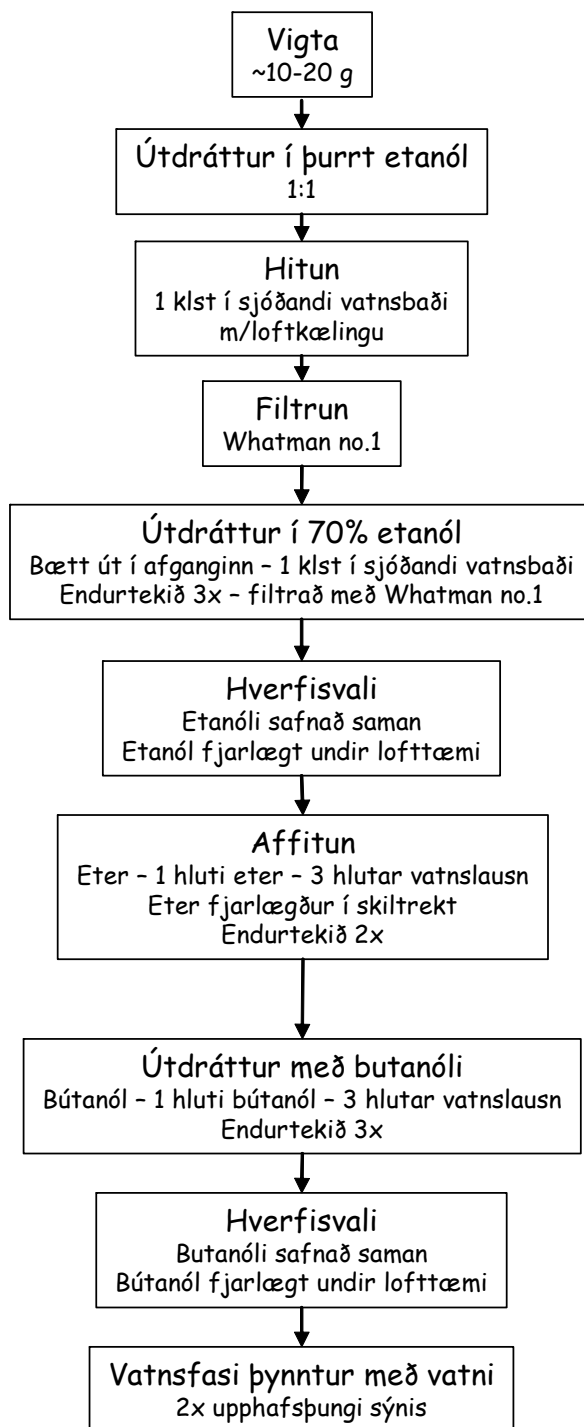 Vigta
~10-20 g
Útdráttur í þurrt etanól
1:1
Hitun
1 klst í sjóðandi vatnsbaði
m/loftkælingu
Filtrun
Whatman no.1
Útdráttur í 70% etanól
Bætt út í afganginn – 1 klst í sjóðandi vatnsbaði
Endurtekið 3x – filtrað með Whatman no.1
Hverfisvali
Etanóli safnað saman
Etanól fjarlægt undir lofttæmi
Affitun
Eter – 1 hluti eter – 3 hlutar vatnslausn
Eter fjarlægður í skiltrekt
Endurtekið 2x
Útdráttur með butanóli
Bútanól – 1 hluti bútanól – 3 hlutar vatnslausn
Endurtekið 3x
Hverfisvali
Butanóli safnað saman
Bútanól fjarlægt undir lofttæmi
Vatnsfasi þynntur með vatni
2x upphafsþungi sýnis